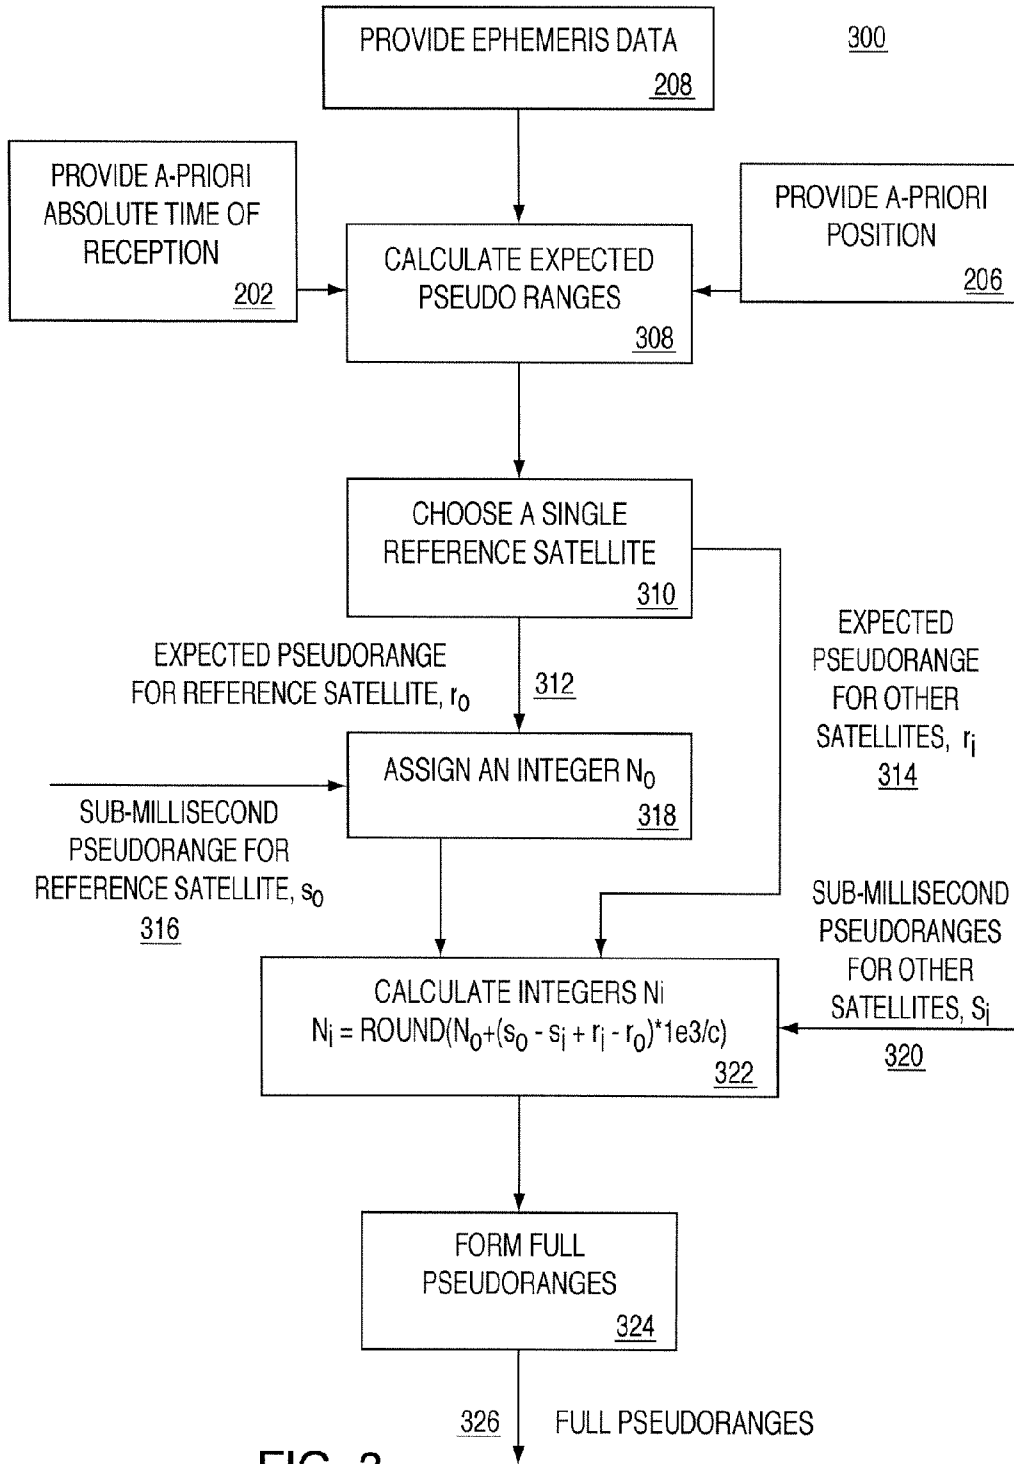 PROVIDE EPHEMERIS DATA
208
300
PROVIDE A-PRIORI
ABSOLUTE TIME OF
RECEPTION
202
CALCULATE EXPECTED
PSEUDO RANGES
308
PROVIDE A-PRIORI
POSITION
206
CHOOSE A SINGLE
REFERENCE SATELLITE
310
EXPECTED PSEUDORANGE
FOR REFERENCE SATELLITE, r₀
312
EXPECTED
PSEUDORANGE
FOR OTHER
SATELLITES, rᵢ
314
ASSIGN AN INTEGER N₀
318
SUB-MILLISECOND
PSEUDORANGE FOR
REFERENCE SATELLITE, s₀
316
SUB-MILLISECOND
PSEUDORANGES
FOR OTHER
SATELLITES, Sᵢ
320
CALCULATE INTEGERS Ni
Nᵢ = ROUND(N₀+(s₀ - sᵢ + rᵢ - r₀)*1e3/c)
322
FORM FULL
PSEUDORANGES
324
326
FULL PSEUDORANGES